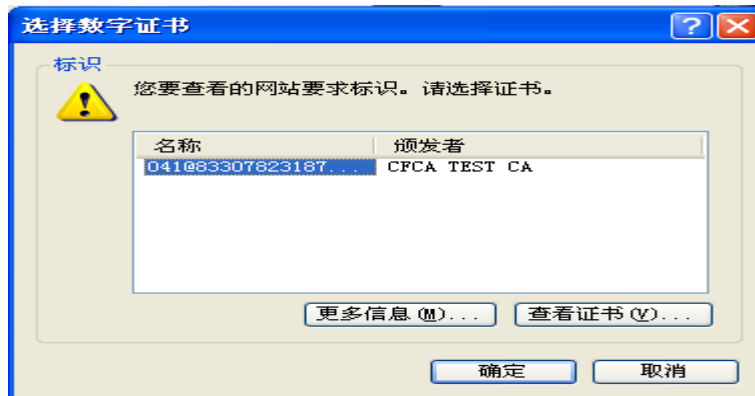 选择数字证书
标识
您要查看的网站要求标识。请选择证书。
名称 颁发者
041@83307823187... CFCA TEST CA
更多信息(M)... 查看证书(V)...
确定 取消